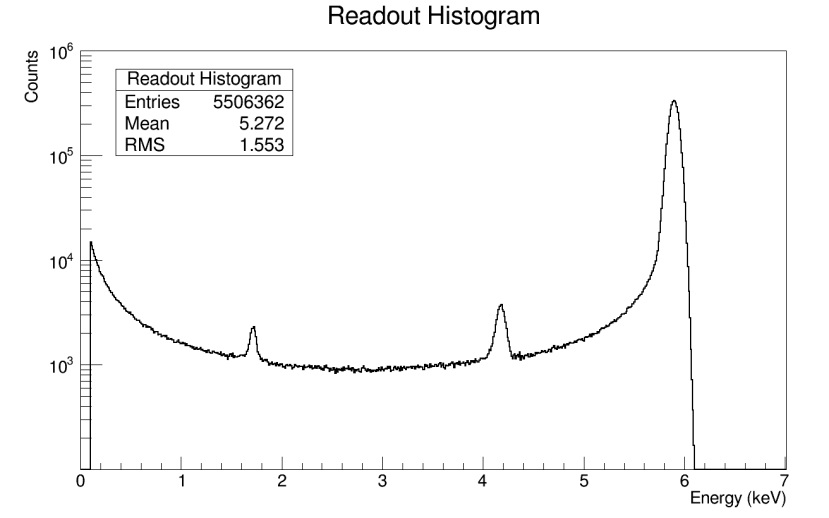 Readout Histogram
Counts
10^6
10^5
10^4
10^3
Readout Histogram
Entries 5506362
Mean 5.272
RMS 1.553
0 1 2 3 4 5 6 7
Energy (keV)